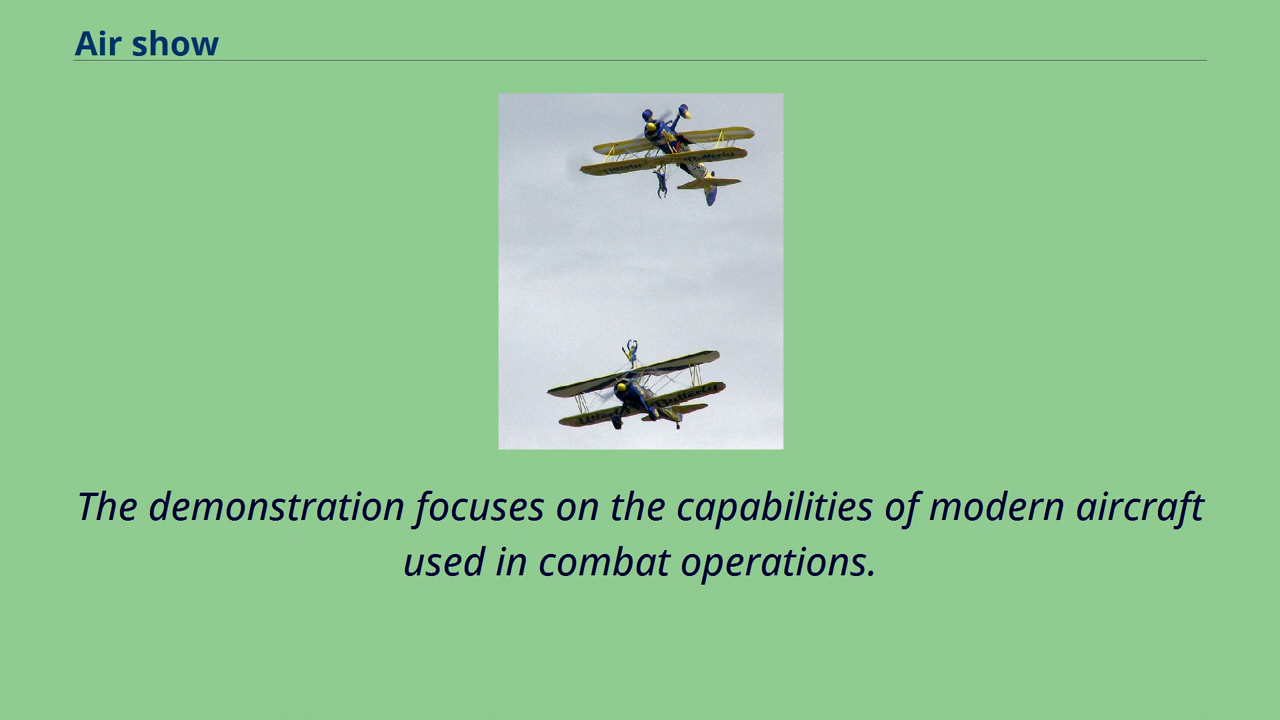 Air show
The demonstration focuses on the capabilities of modern aircraft
used in combat operations.